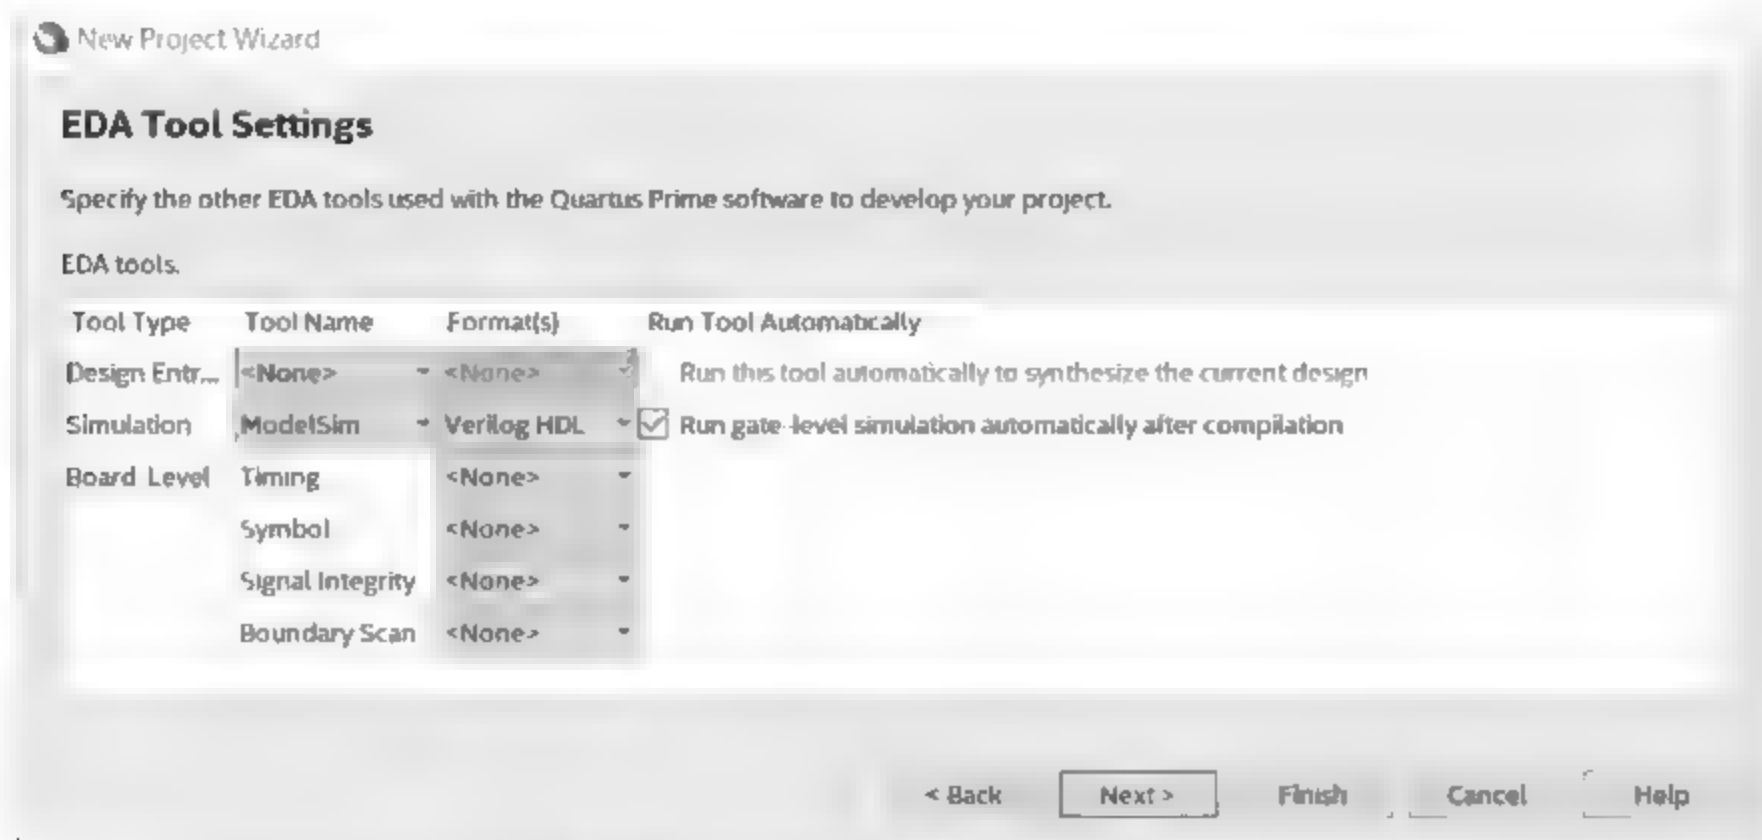 New Project Wizard
EDA Tool Settings
Specify the other EDA tools used with the Quartus Prime software to develop your project.
EDA tools.
Tool Type Tool Name Format(s) Run Tool Automatically
Design Entr... <None> <None> Run this tool automatically to synthesize the current design
Simulation ModelSim Verilog HDL Run gate-level simulation automatically after compilation
Board Level Timing <None>
Symbol <None>
Signal Integrity <None>
Boundary Scan <None>
< Back Next > Finish Cancel Help